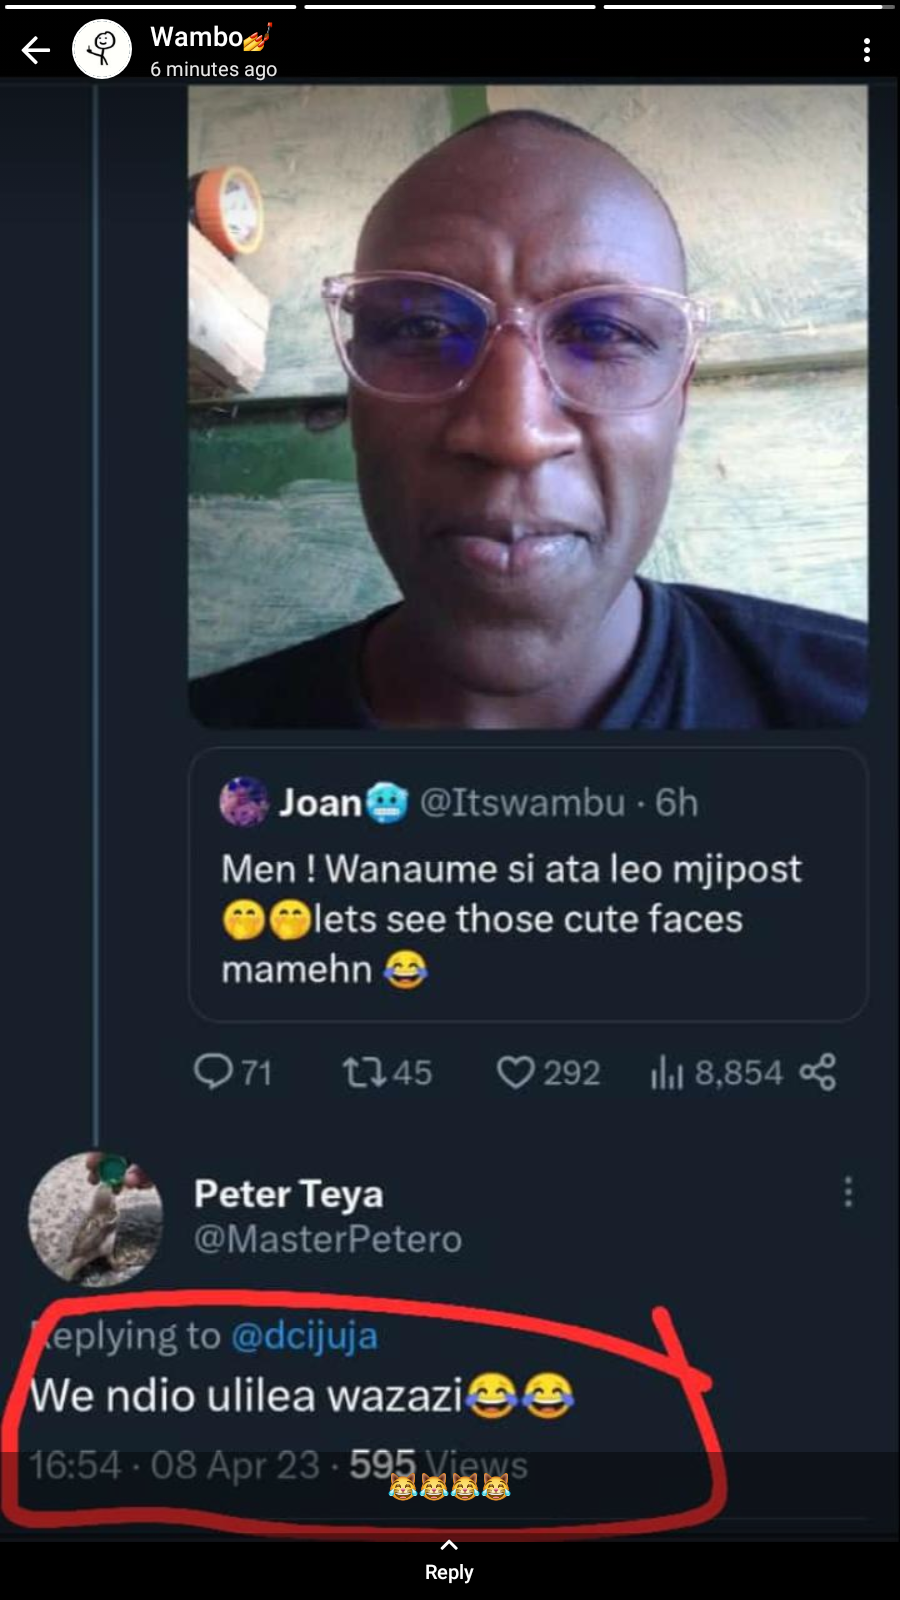 Wambo💅
6 minutes ago
Joan🥶 @Itswambu · 6h
Men ! Wanaume si ata leo mjipost
🤭🤭lets see those cute faces
mamehn 😂
71 45 292 8,854
Peter Teya
@MasterPetero
Replying to @dcijuja
We ndio ulilea wazazi😂😂
16:54 · 08 Apr 23 · 595 Views
😹😹😹😹
Reply